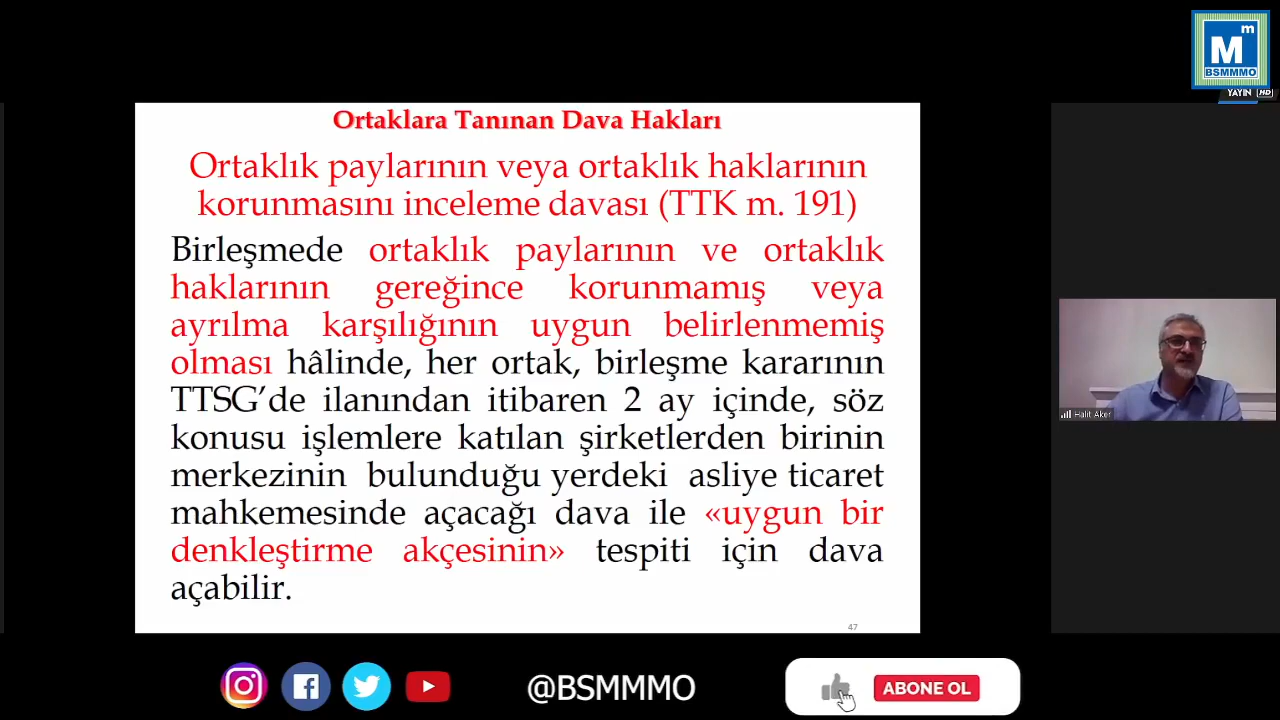 m
M
BSMMMO
YAYIN HD
Ortaklara Tanınan Dava Hakları
Ortaklık paylarının veya ortaklık haklarının
korunmasını inceleme davası (TTK m. 191)
Birleşmede ortaklık paylarının ve ortaklık
haklarının gereğince korunmamış veya
ayrılma karşılığının uygun belirlenmemiş
olması hâlinde, her ortak, birleşme kararının
TTSG’de ilanından itibaren 2 ay içinde, söz
konusu işlemlere katılan şirketlerden birinin
merkezinin bulunduğu yerdeki asliye ticaret
mahkemesinde açacağı dava ile «uygun bir
denkleştirme akçesinin» tespiti için dava
açabilir.
47
Halit Aker
@BSMMMO
ABONE OL